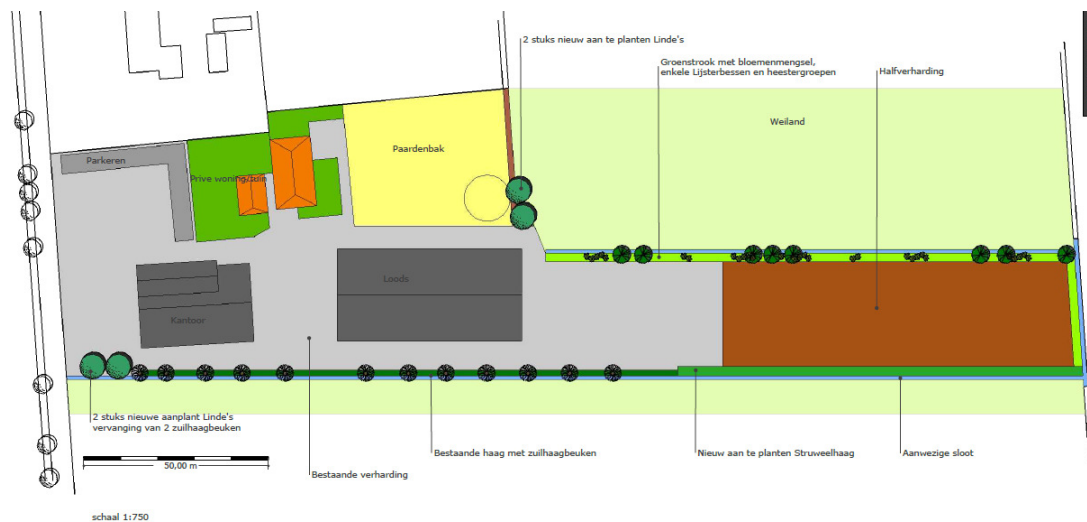 2 stuks nieuw aan te planten Linde's
Groenstrook met bloemenmengsel,
enkele Lijsterbessen en heestergroepen
Halfverharding
Weiland
Paardenbak
Parkeren
Prive woning/tuin
Loods
Kantoor
2 stuks nieuwe aanplant Linde's
vervanging van 2 zuilhaagbeuken
Bestaande haag met zuilhaagbeuken
Nieuw aan te planten Struweelhaag
Aanwezige sloot
50,00 m
Bestaande verharding
schaal 1:750